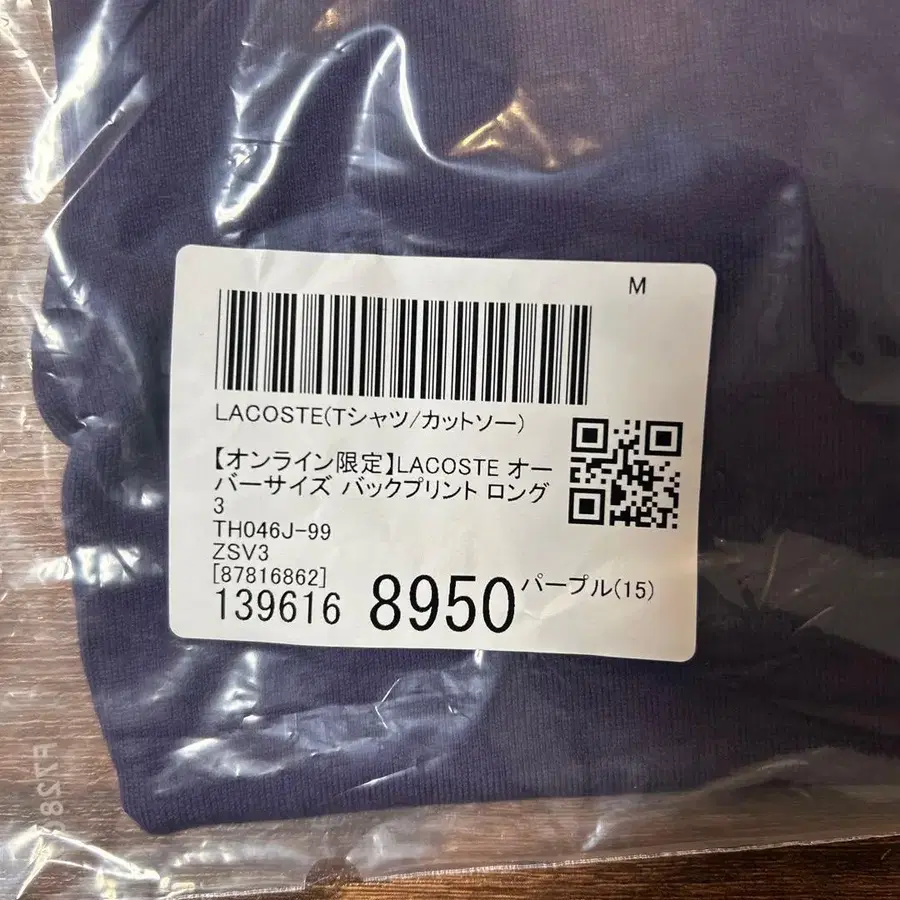 M
LACOSTE(Tシャツ/カットソー)
【オンライン限定】LACOSTE オー
バーサイズ バックプリント ロング
3
TH046J-99
ZSV3
[87816862]
139616 8950 パープル(15)